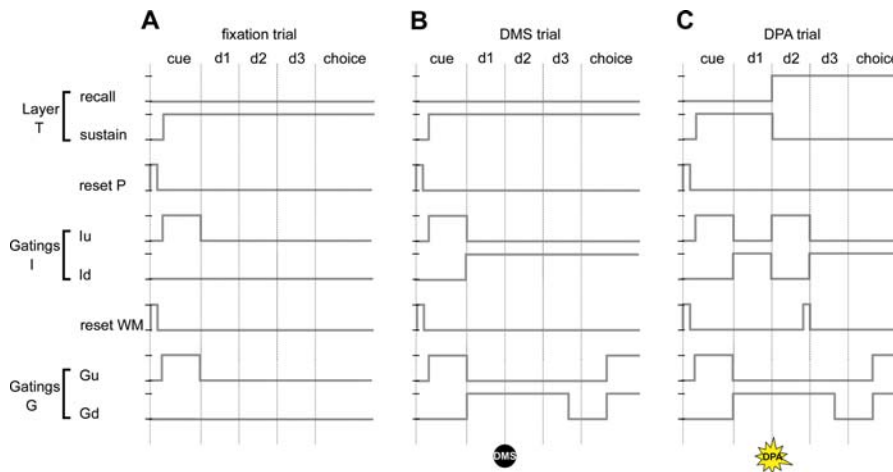 A B C
fixation trial DMS trial DPA trial
cue d1 d2 d3 choice cue d1 d2 d3 choice cue d1 d2 d3 choice
recall
Layer
T
sustain
reset P
Iu
Gatings
I
Id
reset WM
Gu
Gatings
G
Gd
DMS DPA